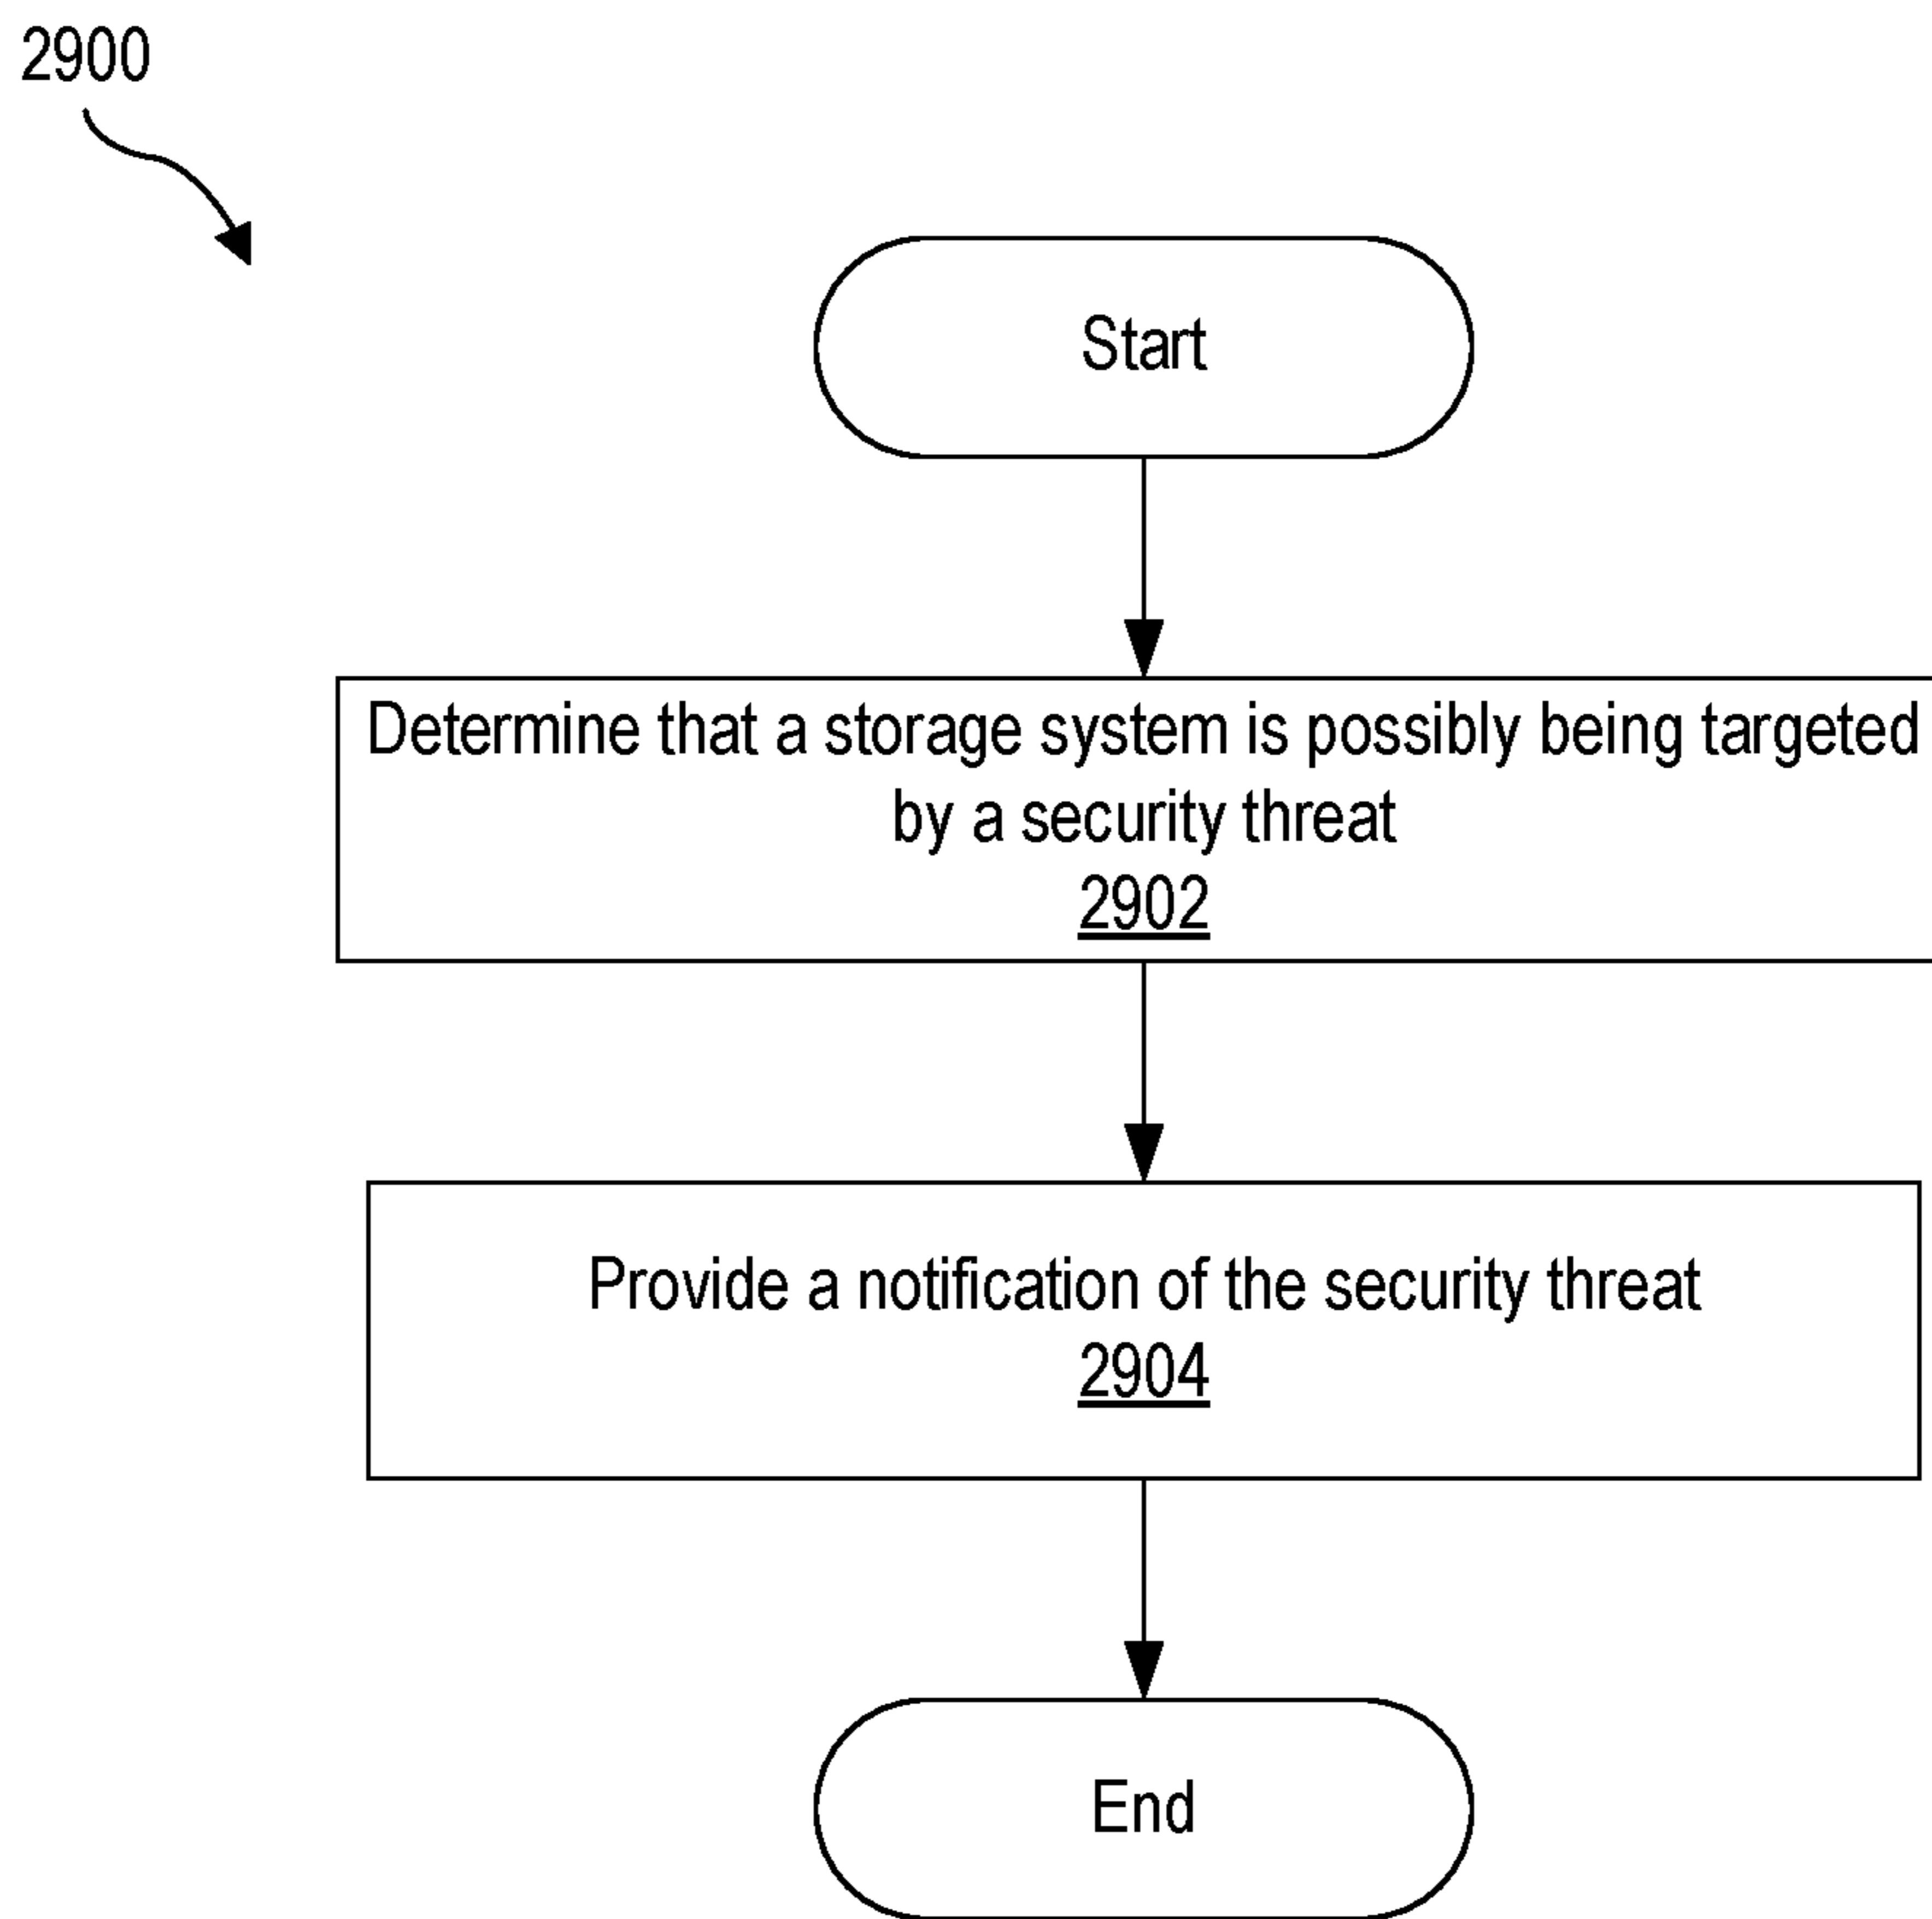 2900
Start
Determine that a storage system is possibly being targeted
by a security threat
2902
Provide a notification of the security threat
2904
End